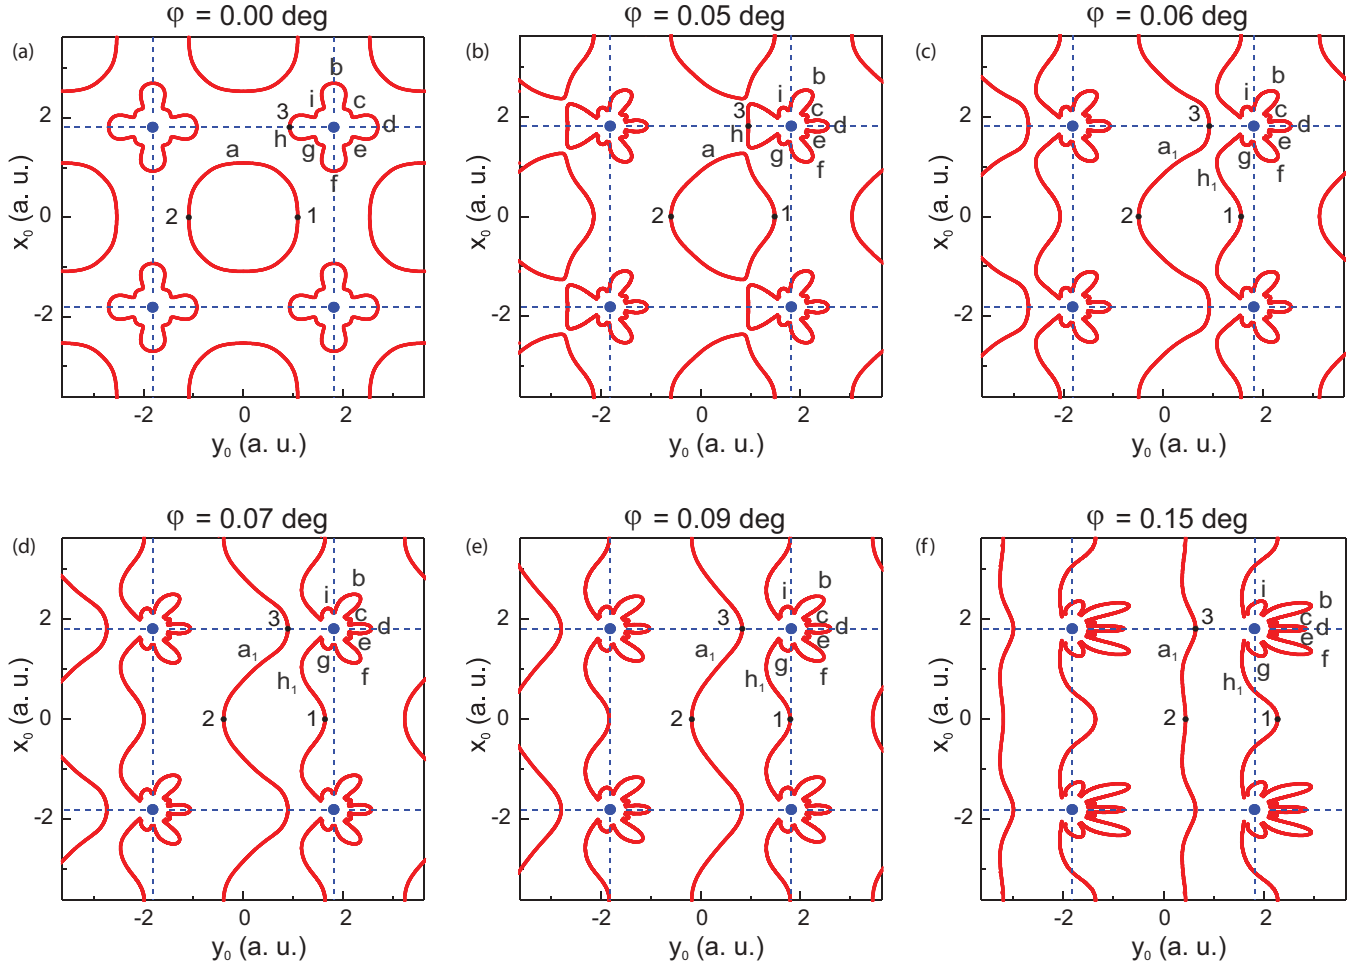 φ = 0.00 deg
φ = 0.05 deg
φ = 0.06 deg
(a)
2
0
-2
x₀ (a. u.)
-2
0
2
y₀ (a. u.)
b
i
c
3
d
h
g
e
a
f
2
1
(b)
2
0
-2
x₀ (a. u.)
-2
0
2
y₀ (a. u.)
b
i
3
c
d
h
e
a
g
f
2
1
(c)
2
0
-2
x₀ (a. u.)
-2
0
2
y₀ (a. u.)
b
i
3
c
d
e
a₁
g
f
h₁
2
1
φ = 0.07 deg
φ = 0.09 deg
φ = 0.15 deg
(d)
2
0
-2
x₀ (a. u.)
-2
0
2
y₀ (a. u.)
b
i
3
c
d
e
a₁
g
f
h₁
2
1
(e)
2
0
-2
x₀ (a. u.)
-2
0
2
y₀ (a. u.)
b
i
3
c
d
e
a₁
g
f
h₁
2
1
(f)
2
0
-2
x₀ (a. u.)
-2
0
2
y₀ (a. u.)
i
b
3
c
d
e
a₁
g
f
h₁
2
1